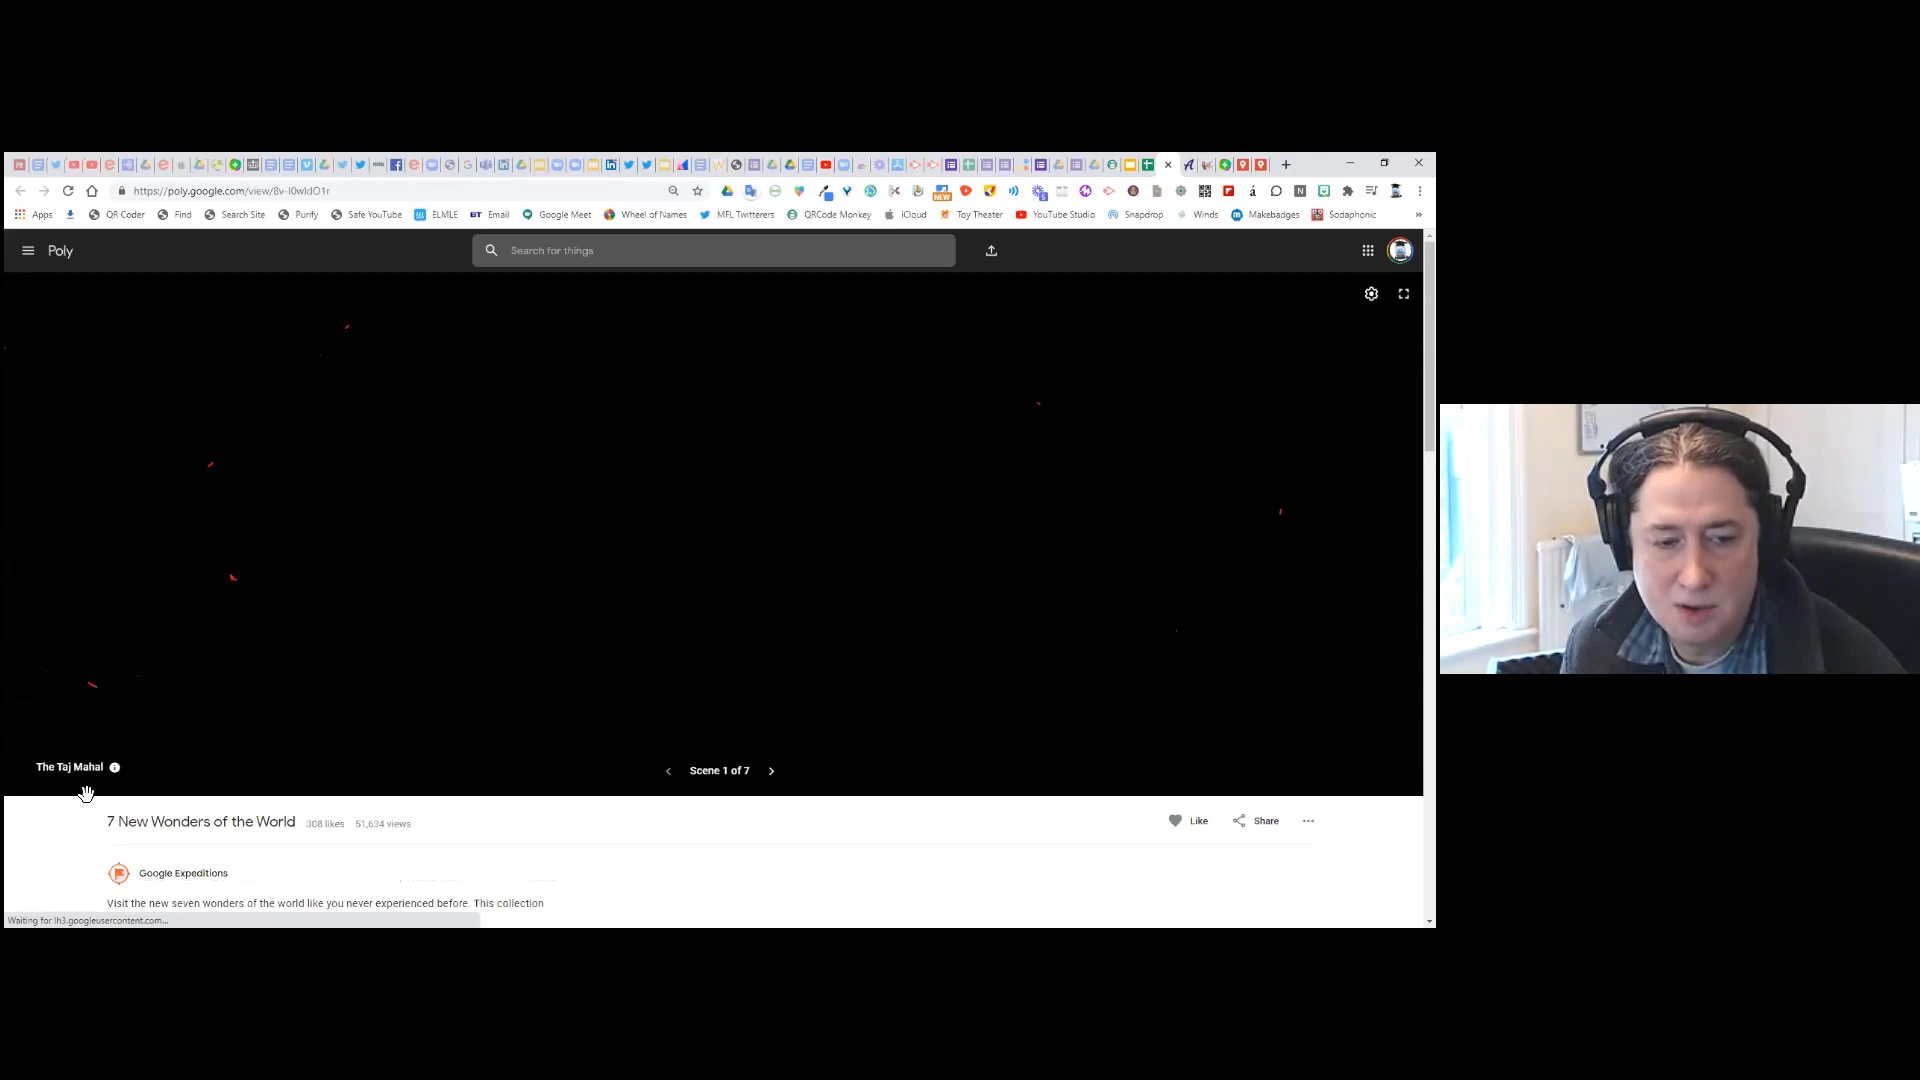 https://poly.google.com/view/8v-I0wIdO1r
Apps QR Coder Find Search Site Purify Safe YouTube ELMLE Email Google Meet Wheel of Names MFL Twitterers QRCode Monkey iCloud Toy Theater YouTube Studio Snapdrop Winds Makebadges Sodaphonic »
Poly
Search for things
The Taj Mahal
Scene 1 of 7
7 New Wonders of the World 308 likes 51,634 views
Like Share
Google Expeditions
Visit the new seven wonders of the world like you never experienced before. This collection
Waiting for lh3.googleusercontent.com...